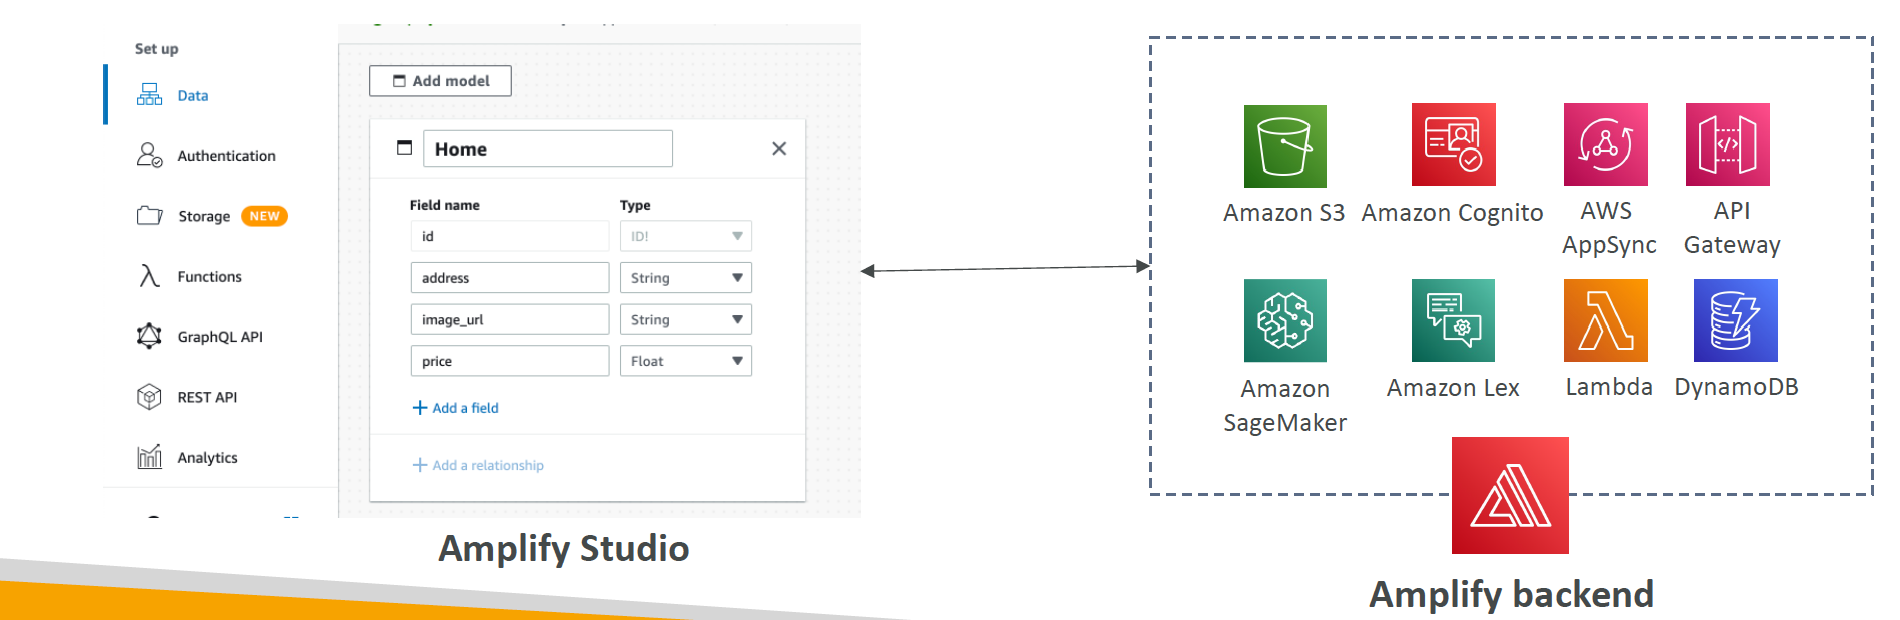 Set up
Data
Authentication
Storage NEW
Functions
GraphQL API
REST API
Analytics
Add model
Home
Field name Type
id ID!
address String
image_url String
price Float
Add a field
Add a relationship
Amplify Studio
Amazon S3 Amazon Cognito AWS API
AppSync Gateway
Amazon Amazon Lex Lambda DynamoDB
SageMaker
Amplify backend